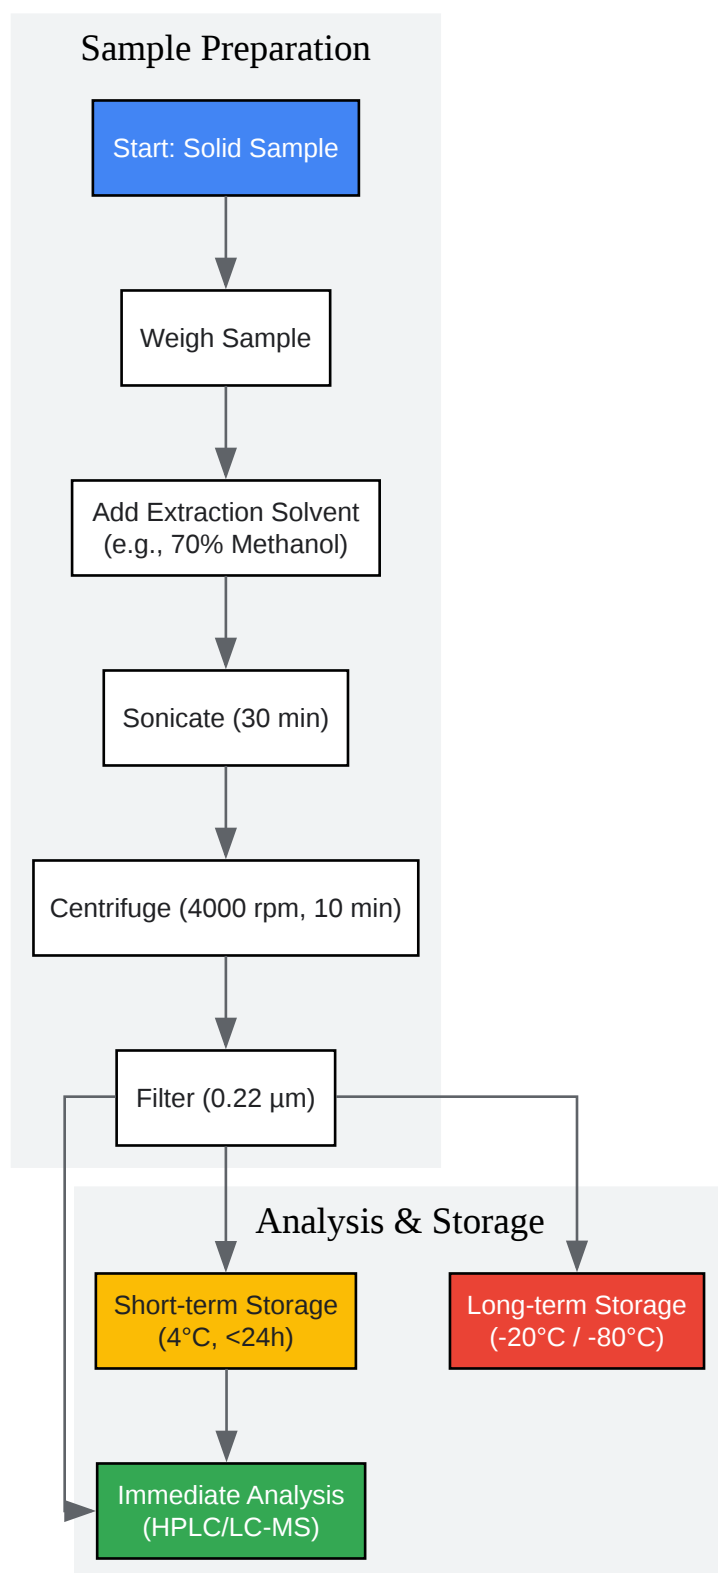 Sample Preparation
Start: Solid Sample
Weigh Sample
Add Extraction Solvent
(e.g., 70% Methanol)
Sonicate (30 min)
Centrifuge (4000 rpm, 10 min)
Filter (0.22 µm)
Analysis & Storage
Short-term Storage
(4°C, <24h)
Long-term Storage
(-20°C / -80°C)
Immediate Analysis
(HPLC/LC-MS)